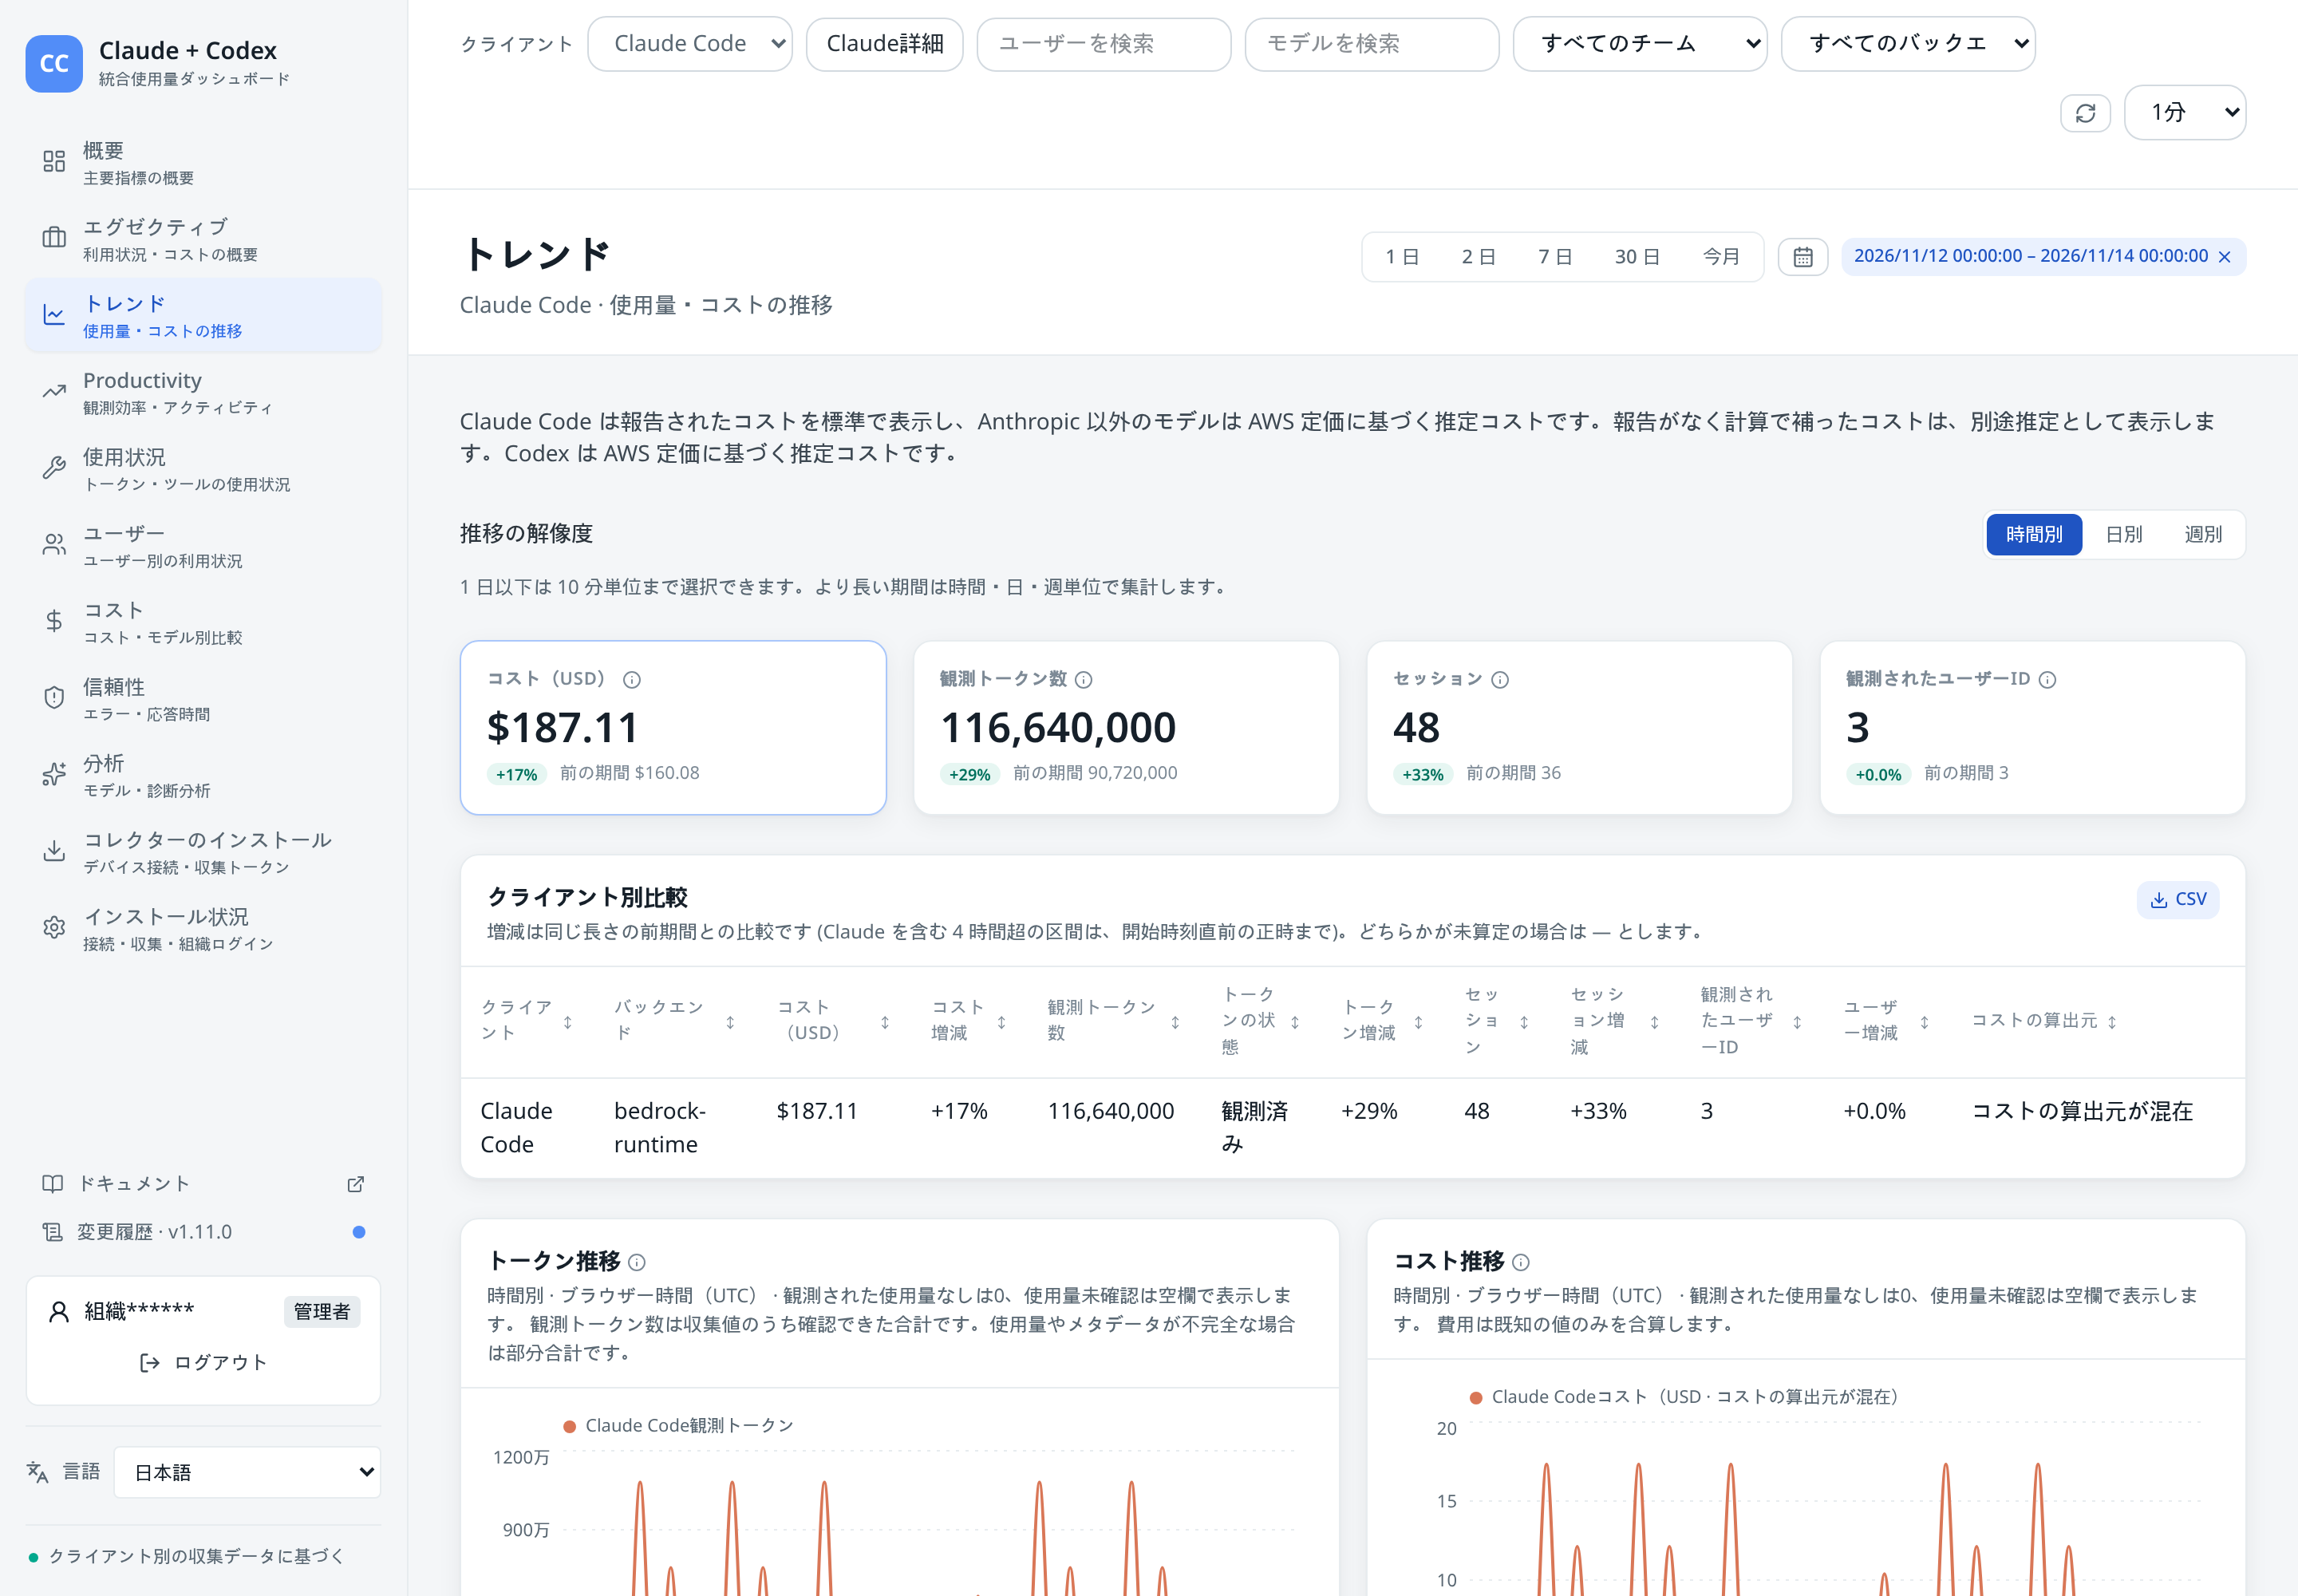 CC
Claude + Codex
統合使用量ダッシュボード
概要
主要指標の概要
エグゼクティブ
利用状況・コストの概要
トレンド
使用量・コストの推移
Productivity
観測効率・アクティビティ
使用状況
トークン・ツールの使用状況
ユーザー
ユーザー別の利用状況
コスト
コスト・モデル別比較
信頼性
エラー・応答時間
分析
モデル・診断分析
コレクターのインストール
デバイス接続・収集トークン
インストール状況
接続・収集・組織ログイン
ドキュメント
変更履歴 · v1.11.0
組織****** 管理者
ログアウト
言語 日本語
クライアント別の収集データに基づく
クライアント Claude Code Claude詳細 ユーザーを検索 モデルを検索 すべてのチーム すべてのバックエ
1分
トレンド
Claude Code · 使用量・コストの推移
1 日 2 日 7 日 30 日 今月 2026/11/12 00:00:00 – 2026/11/14 00:00:00
Claude Code は報告されたコストを標準で表示し、Anthropic 以外のモデルは AWS 定価に基づく推定コストです。報告がなく計算で補ったコストは、別途推定として表示しま
す。Codex は AWS 定価に基づく推定コストです。
推移の解像度
時間別 日別 週別
1 日以下は 10 分単位まで選択できます。より長い期間は時間・日・週単位で集計します。
コスト（USD）
$187.11
+17% 前の期間 $160.08
観測トークン数
116,640,000
+29% 前の期間 90,720,000
セッション
48
+33% 前の期間 36
観測されたユーザーID
3
+0.0% 前の期間 3
クライアント別比較
CSV
増減は同じ長さの前期間との比較です (Claude を含む 4 時間超の区間は、開始時刻直前の正時まで)。どちらかが未算定の場合は — とします。
クライア
ント
バックエン
ド
コスト
（USD）
コスト
増減
観測トークン
数
トーク
ンの状
態
トーク
ン増減
セッ
ショ
ン
セッシ
ョン増
減
観測され
たユーザ
ーID
ユーザ
ー増減
コストの算出元
Claude
Code
bedrock-
runtime
$187.11
+17%
116,640,000
観測済
み
+29%
48
+33%
3
+0.0%
コストの算出元が混在
トークン推移
時間別 · ブラウザー時間（UTC） · 観測された使用量なしは0、使用量未確認は空欄で表示しま
す。 観測トークン数は収集値のうち確認できた合計です。使用量やメタデータが不完全な場合
は部分合計です。
Claude Code観測トークン
1200万
900万
コスト推移
時間別 · ブラウザー時間（UTC） · 観測された使用量なしは0、使用量未確認は空欄で表示しま
す。 費用は既知の値のみを合算します。
Claude Codeコスト（USD · コストの算出元が混在）
20
15
10